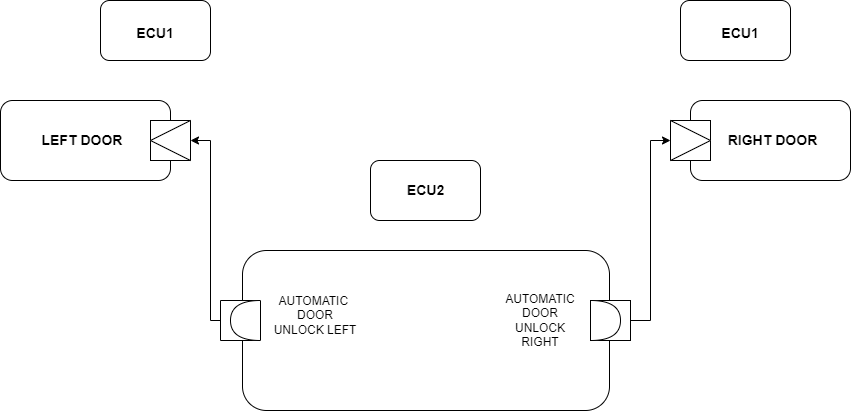 ECU1
ECU1
LEFT DOOR
RIGHT DOOR
ECU2
AUTOMATIC
DOOR
UNLOCK LEFT
AUTOMATIC
DOOR
UNLOCK
RIGHT